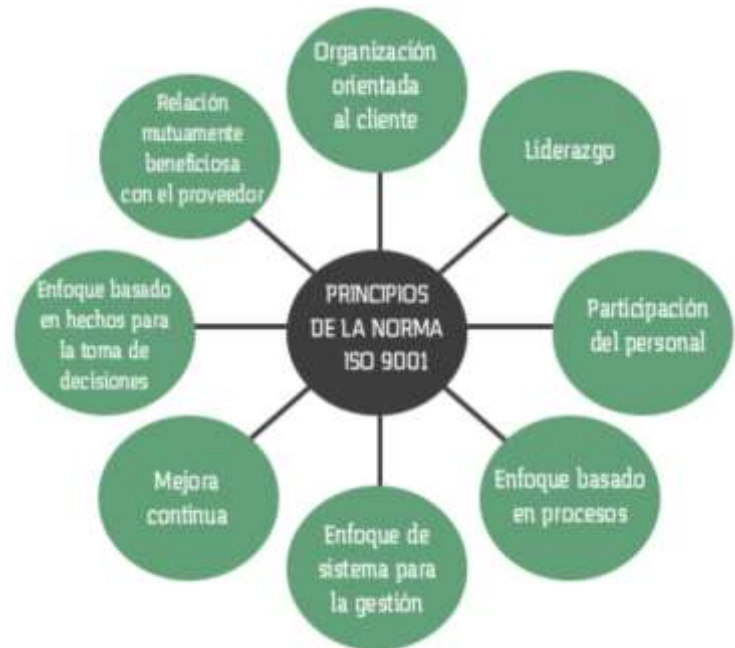 PRINCIPIOS
DE LA NORMA
ISO 9001
Organización
orientada
al cliente
Liderazgo
Participación
del personal
Enfoque basado
en procesos
Enfoque de
sistema para
la gestión
Mejora
continua
Enfoque basado
en hechos para
la toma de
decisiones
Relación
mutuamente
beneficiosa
con el proveedor